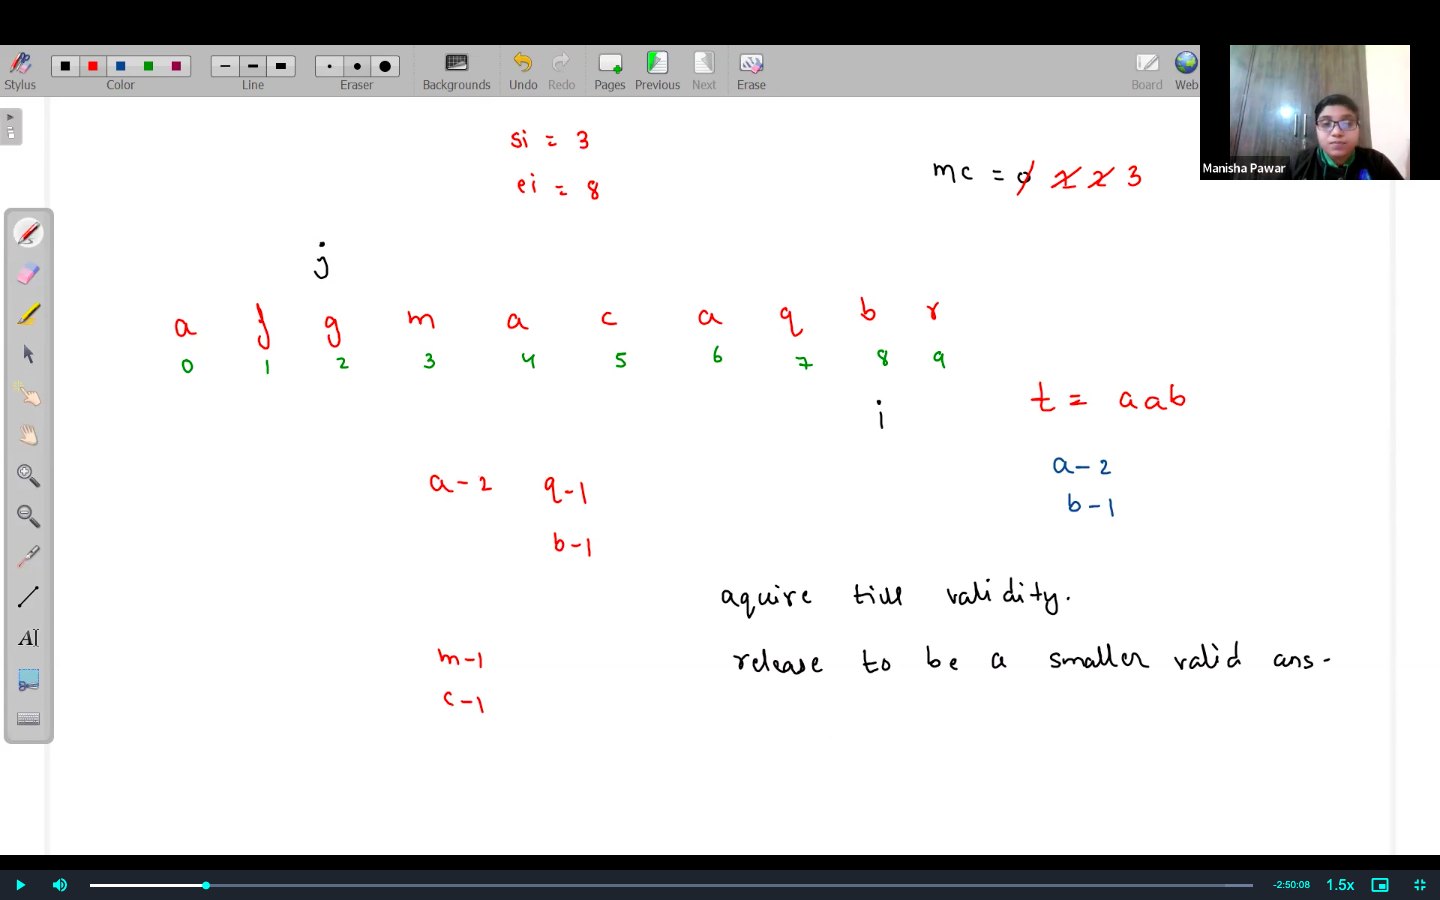 Stylus
Color
Line
Eraser
Backgrounds
Undo
Redo
Pages
Previous
Next
Erase
Board
Web
Manisha Pawar
si = 3
ei = 8
mc = 0 1 2 3
j
a f g m a c a q b r
0 1 2 3 4 5 6 7 8 9
i
t = aab
a-2
b-1
a-2 q-1
b-1
aquire till validity.
m-1
c-1
release to be a smaller valid ans.
AI
-2:50:08
1.5x